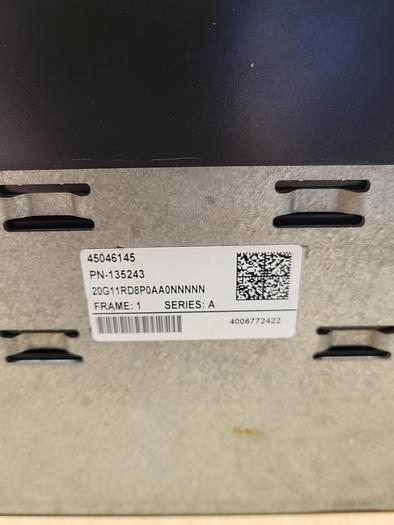 45046145
PN-135243
20G11RD8P0AA0NNNNN
FRAME: 1 SERIES: A
4006772422